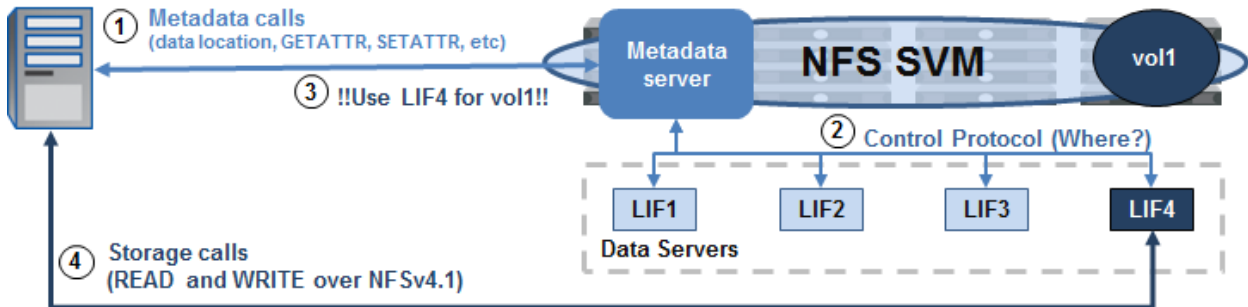 1 Metadata calls
(data location, GETATTR, SETATTR, etc)
Metadata
server
NFS SVM
vol1
3 !!Use LIF4 for vol1!!
2 Control Protocol (Where?)
LIF1
LIF2
LIF3
LIF4
Data Servers
4 Storage calls
(READ and WRITE over NFSv4.1)